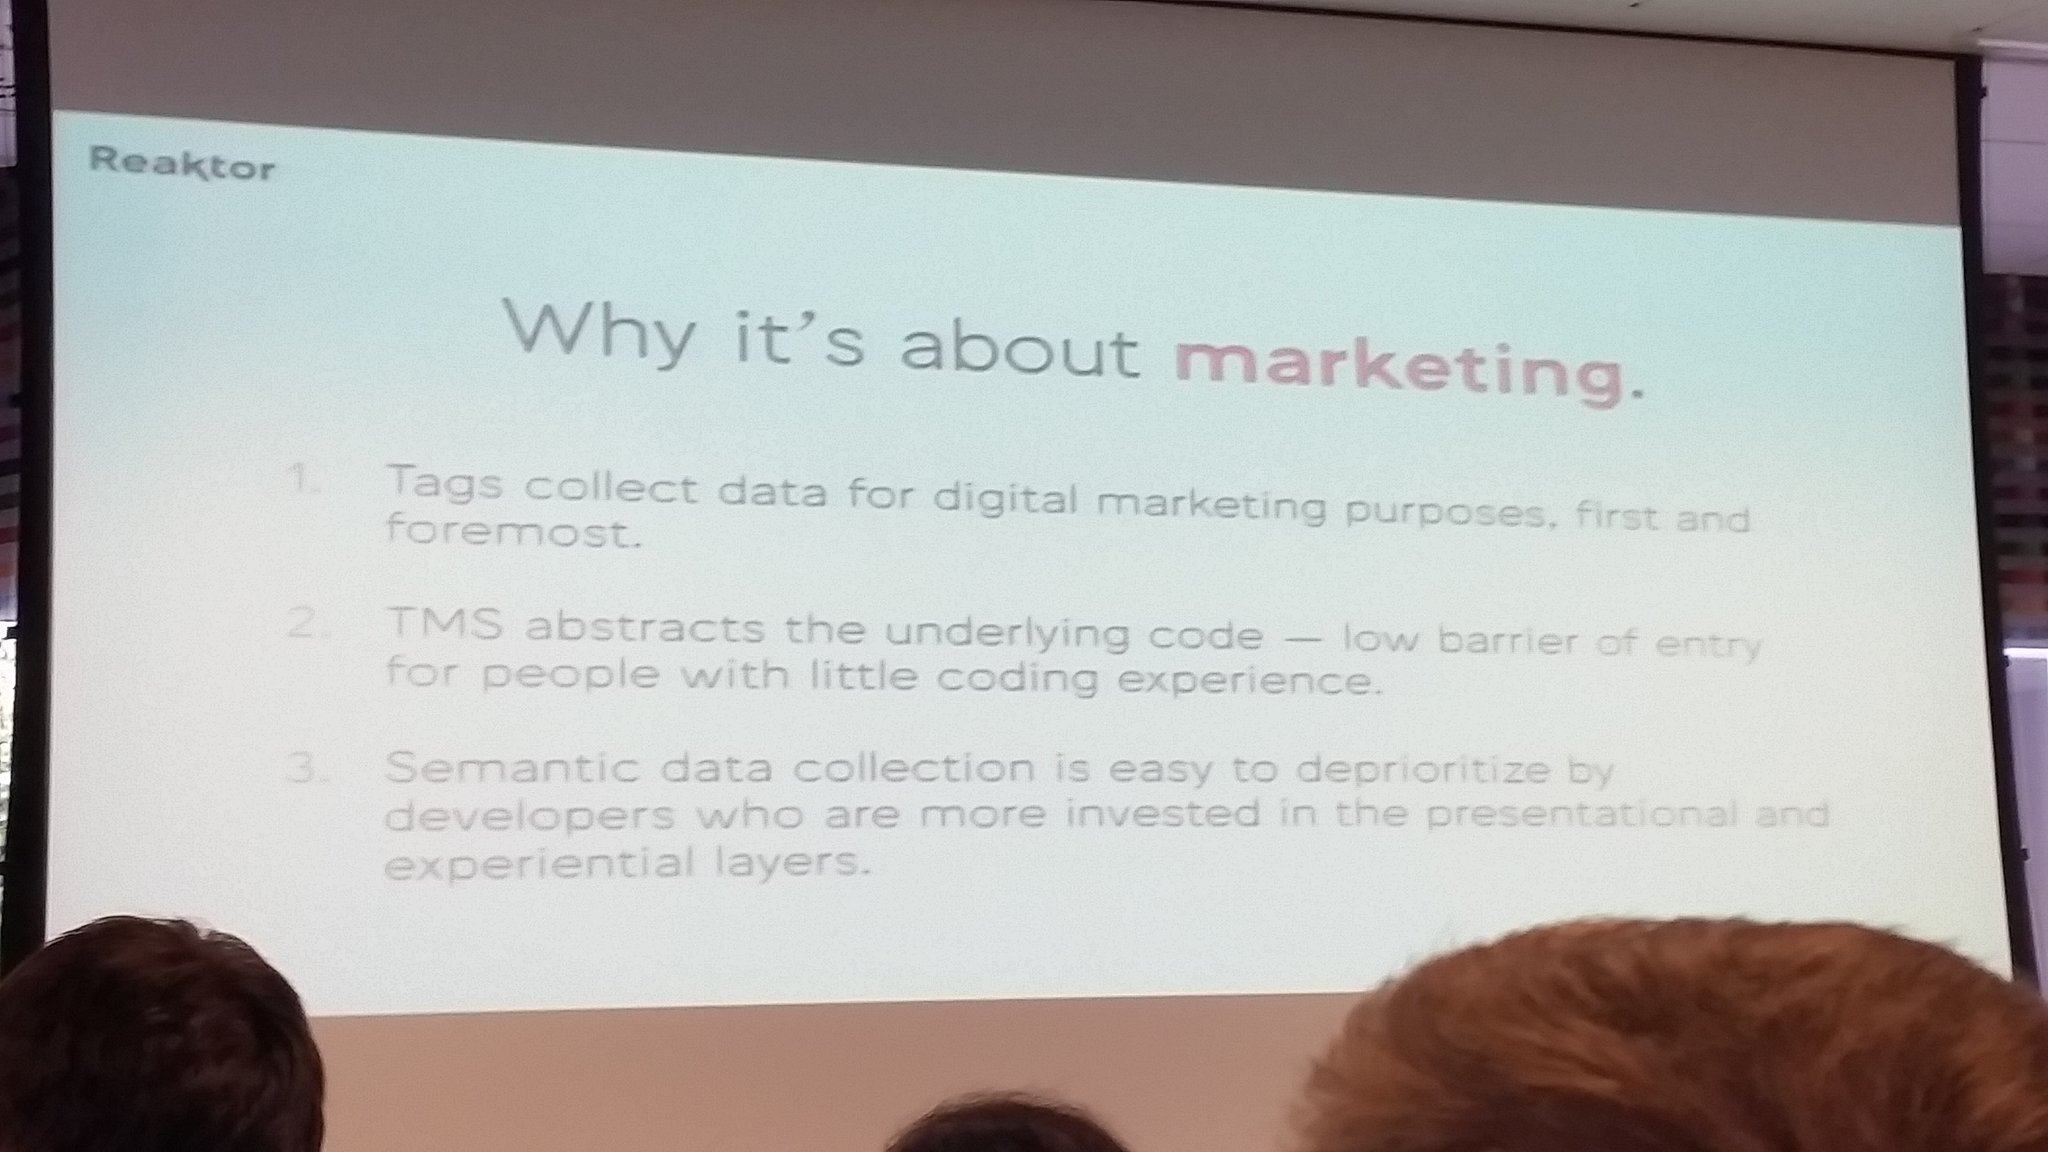 Reaktor
Why it's about marketing.
1. Tags collect data for digital marketing purposes, first and
foremost.
2. TMS abstracts the underlying code — low barrier of entry
for people with little coding experience.
3. Semantic data collection is easy to deprioritize by
developers who are more invested in the presentational and
experiential layers.